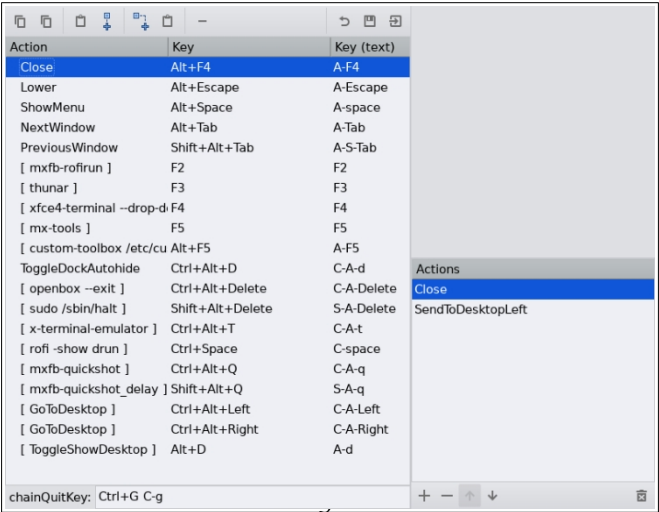 Action Key Key (text)
Close Alt+F4 A-F4
Lower Alt+Escape A-Escape
ShowMenu Alt+Space A-space
NextWindow Alt+Tab A-Tab
PreviousWindow Shift+Alt+Tab A-S-Tab
[ mxfb-rofirun ] F2 F2
[ thunar ] F3 F3
[ xfce4-terminal --drop-d F4 F4
[ mx-tools ] F5 F5
[ custom-toolbox /etc/cu Alt+F5 A-F5
ToggleDockAutohide Ctrl+Alt+D C-A-d
[ openbox --exit ] Ctrl+Alt+Delete C-A-Delete
[ sudo /sbin/halt ] Shift+Alt+Delete S-A-Delete
[ x-terminal-emulator ] Ctrl+Alt+T C-A-t
[ rofi -show drun ] Ctrl+Space C-space
[ mxfb-quickshot ] Ctrl+Alt+Q C-A-q
[ mxfb-quickshot_delay ] Shift+Alt+Q S-A-q
[ GoToDesktop ] Ctrl+Alt+Left C-A-Left
[ GoToDesktop ] Ctrl+Alt+Right C-A-Right
[ ToggleShowDesktop ] Alt+D A-d
chainQuitKey: Ctrl+G C-g
Actions
Close
SendToDesktopLeft